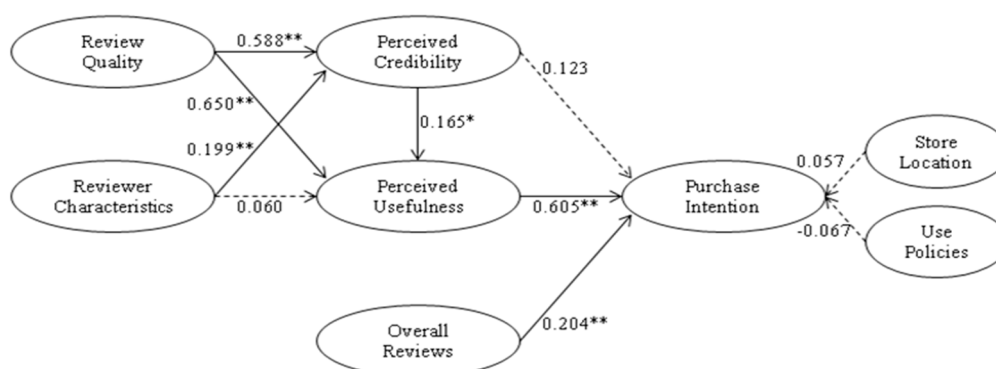 Review
Quality
0.588**
Perceived
Credibility
0.123
0.650**
0.165*
0.199**
Reviewer
Characteristics
0.060
Perceived
Usefulness
0.605**
Purchase
Intention
0.057
Store
Location
-0.067
Use
Policies
0.204**
Overall
Reviews